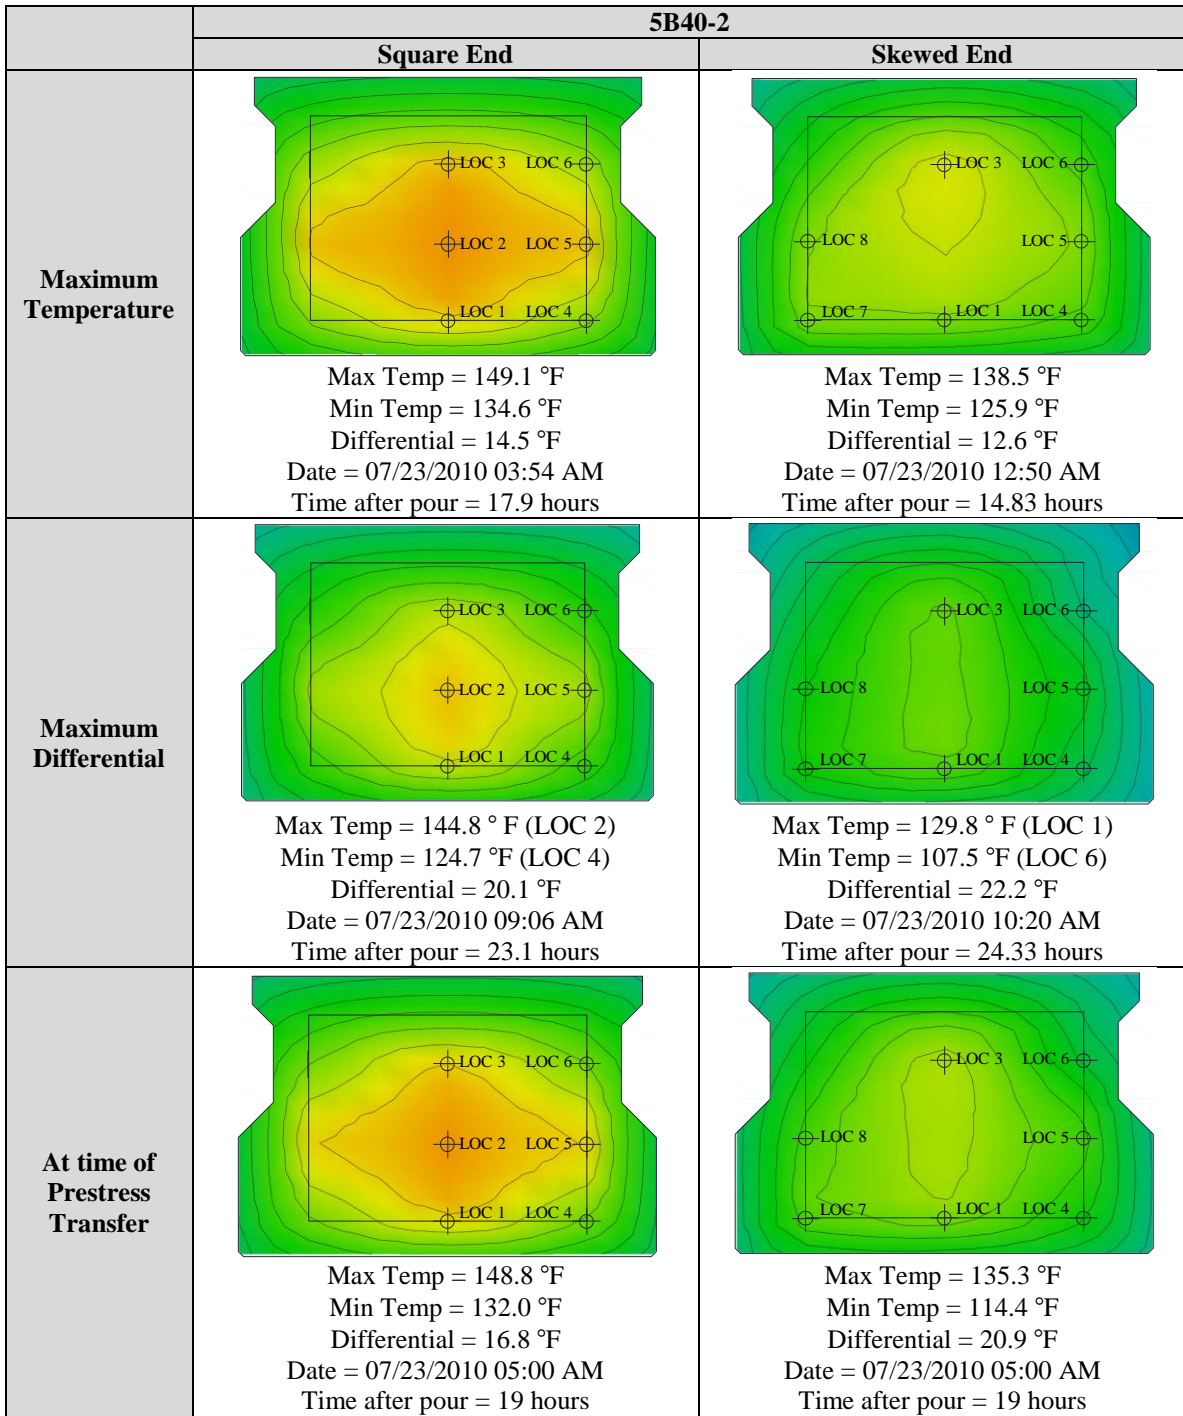 5B40-2
Square End
Skewed End
Maximum
Temperature
LOC 3 LOC 6
LOC 2 LOC 5
LOC 1 LOC 4
Max Temp = 149.1 °F
Min Temp = 134.6 °F
Differential = 14.5 °F
Date = 07/23/2010 03:54 AM
Time after pour = 17.9 hours
LOC 3 LOC 6
LOC 8 LOC 5
LOC 7 LOC 1 LOC 4
Max Temp = 138.5 °F
Min Temp = 125.9 °F
Differential = 12.6 °F
Date = 07/23/2010 12:50 AM
Time after pour = 14.83 hours
Maximum
Differential
LOC 3 LOC 6
LOC 2 LOC 5
LOC 1 LOC 4
Max Temp = 144.8 ° F (LOC 2)
Min Temp = 124.7 °F (LOC 4)
Differential = 20.1 °F
Date = 07/23/2010 09:06 AM
Time after pour = 23.1 hours
LOC 3 LOC 6
LOC 8 LOC 5
LOC 7 LOC 1 LOC 4
Max Temp = 129.8 ° F (LOC 1)
Min Temp = 107.5 °F (LOC 6)
Differential = 22.2 °F
Date = 07/23/2010 10:20 AM
Time after pour = 24.33 hours
At time of
Prestress
Transfer
LOC 3 LOC 6
LOC 2 LOC 5
LOC 1 LOC 4
Max Temp = 148.8 °F
Min Temp = 132.0 °F
Differential = 16.8 °F
Date = 07/23/2010 05:00 AM
Time after pour = 19 hours
LOC 3 LOC 6
LOC 8 LOC 5
LOC 7 LOC 1 LOC 4
Max Temp = 135.3 °F
Min Temp = 114.4 °F
Differential = 20.9 °F
Date = 07/23/2010 05:00 AM
Time after pour = 19 hours